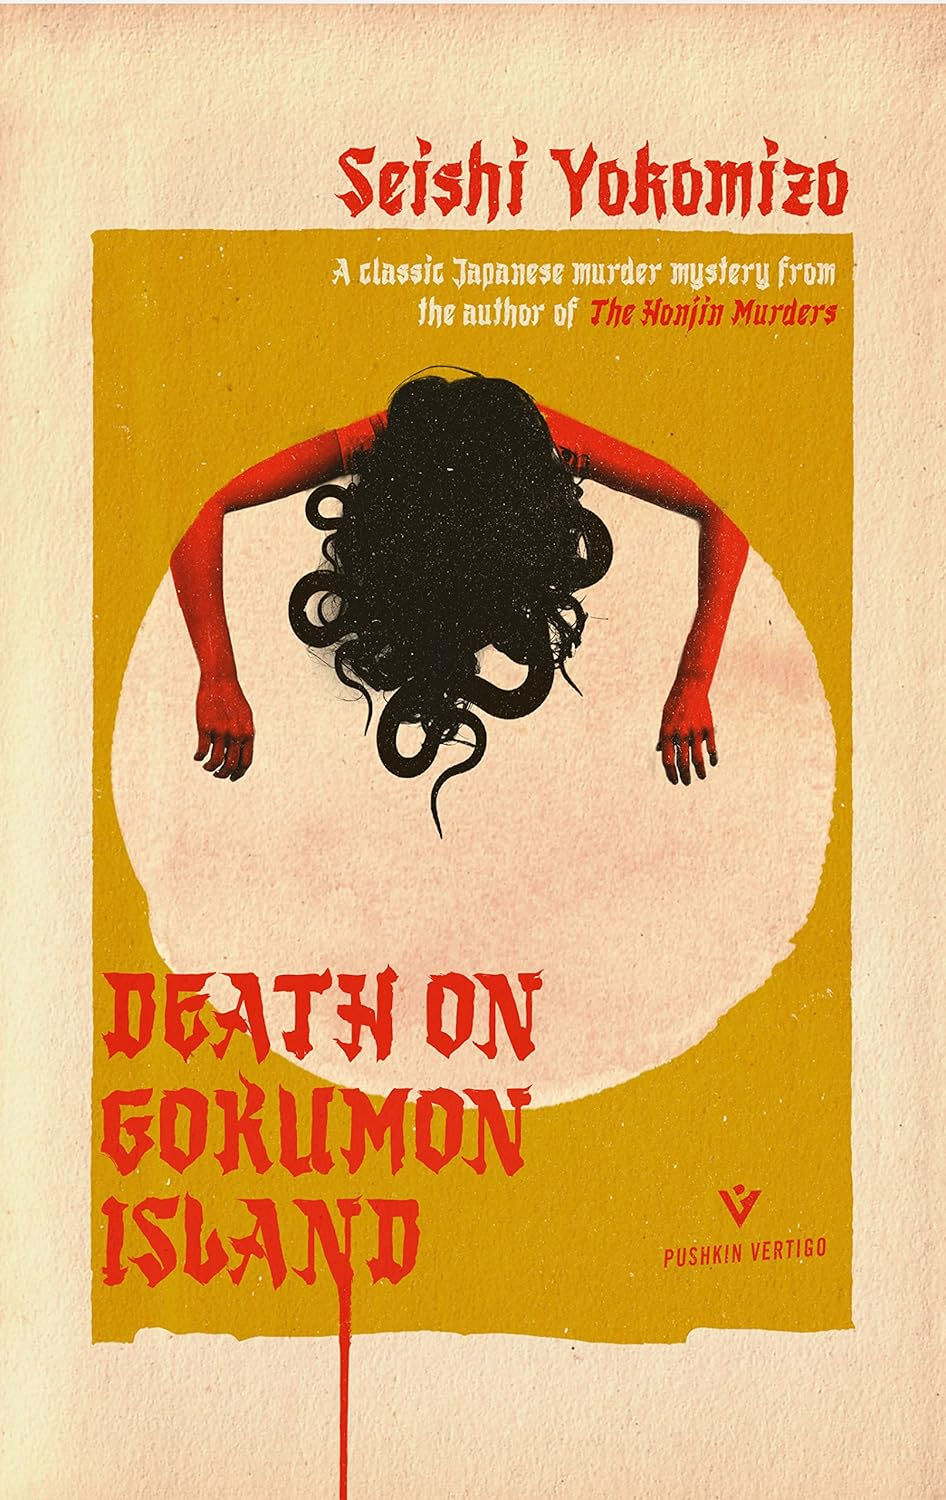 Seishi Yokomizo
A classic Japanese murder mystery from
the author of The Honjin Murders
DEATH ON
GOKUMON
ISLAND
PUSHKIN VERTIGO